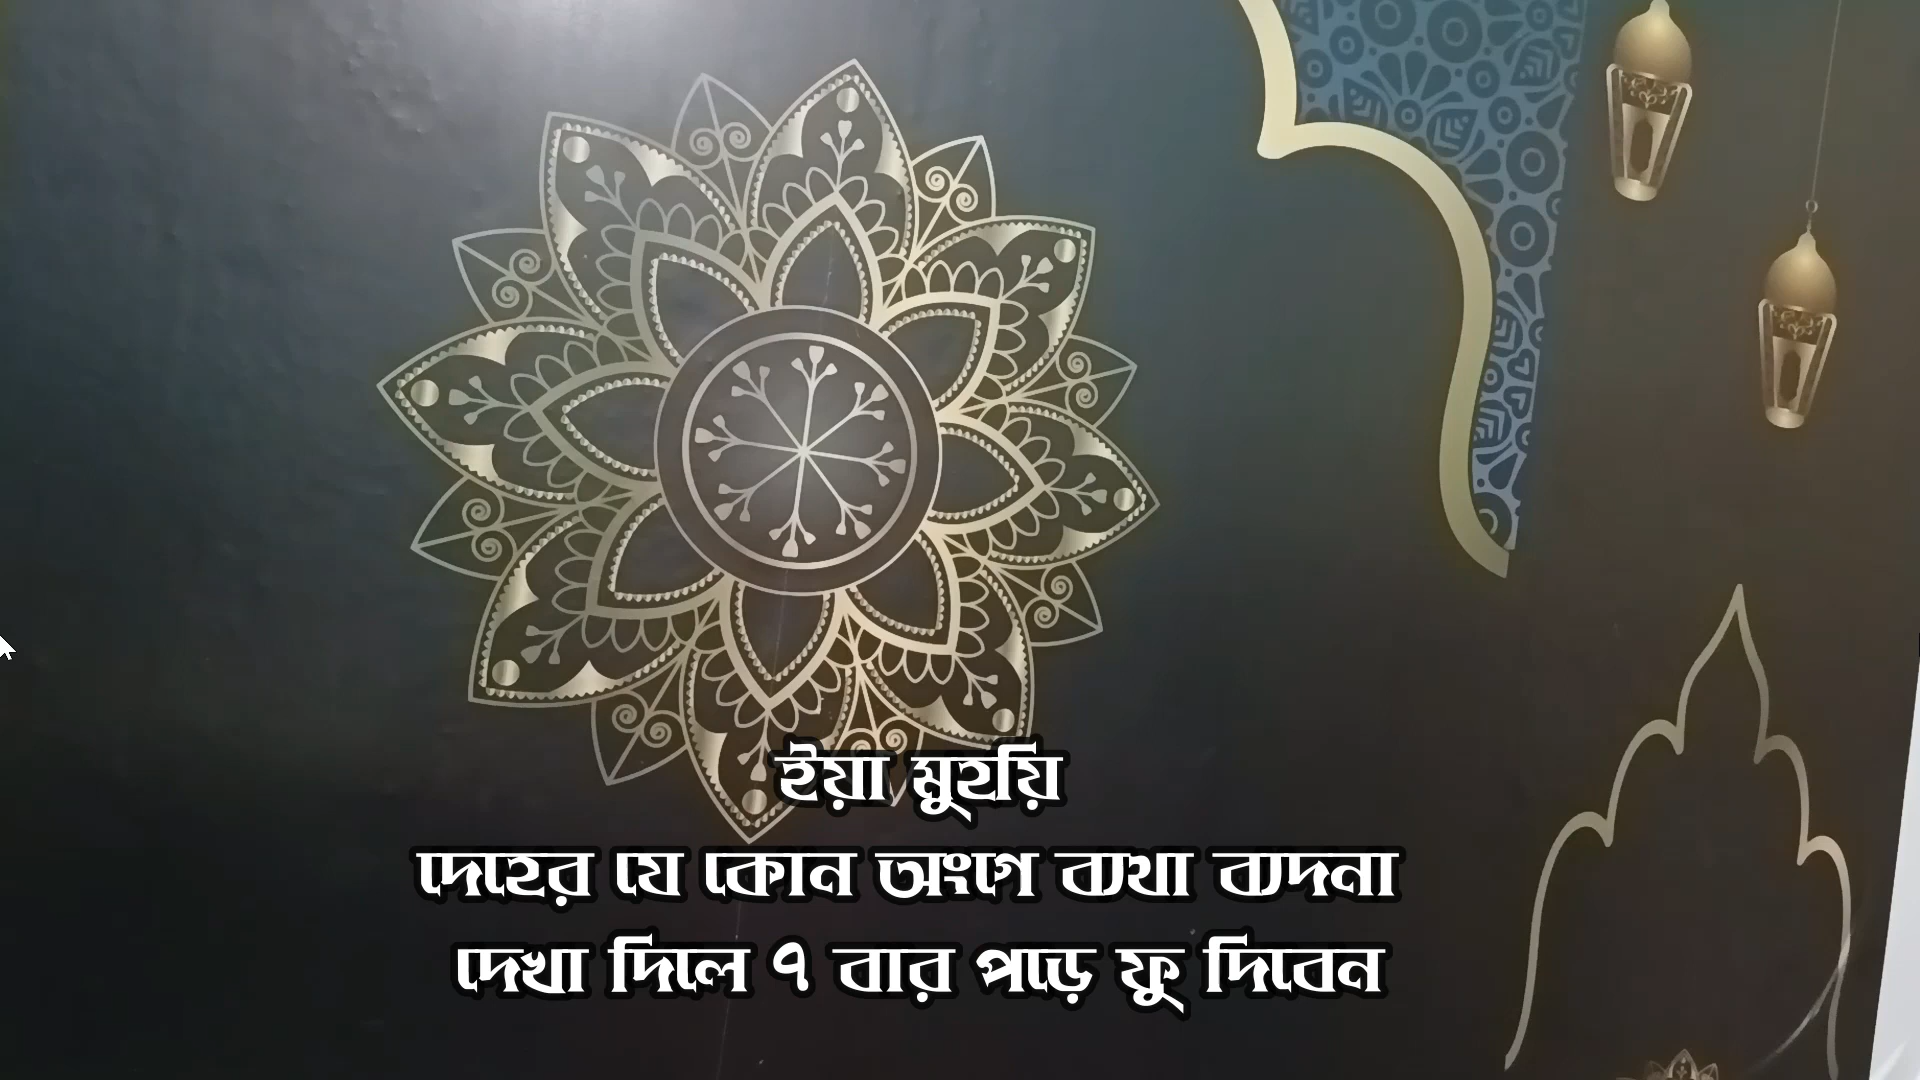 ইয়া মুহয়ি
দেহের যে কোন অংগে ব্যথা ব্যদনা
দেখা দিলে ৭ বার পড়ে ফু দিবেন